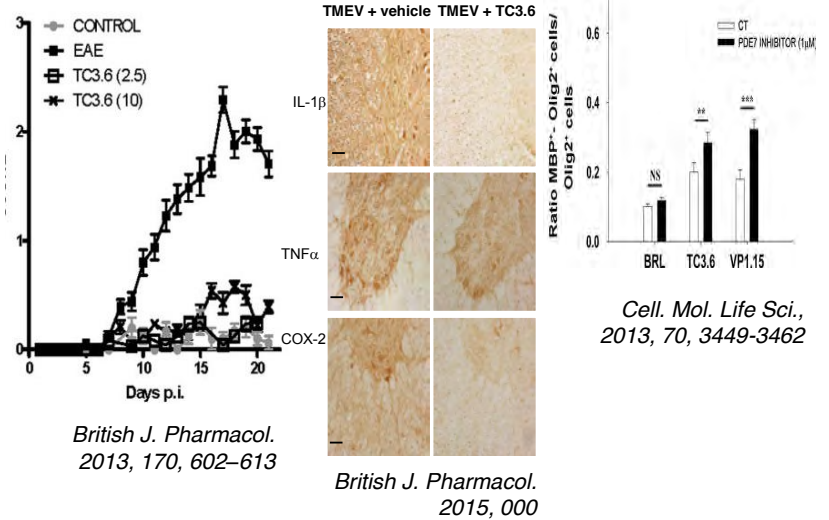 3
2
1
0
0
5
10
15
20
Days p.i.
CONTROL
EAE
TC3.6 (2.5)
TC3.6 (10)
British J. Pharmacol.
2013, 170, 602–613
TMEV + vehicle TMEV + TC3.6
IL-1β
TNFα
COX-2
British J. Pharmacol.
2015, 000
Ratio MBP⁺- Olig2⁺ cells/
Olig2⁺ cells
0.6
0.4
0.2
0.0
CT
PDE7 INHIBITOR (1μM)
NS
**
***
BRL TC3.6 VP1.15
Cell. Mol. Life Sci.,
2013, 70, 3449-3462